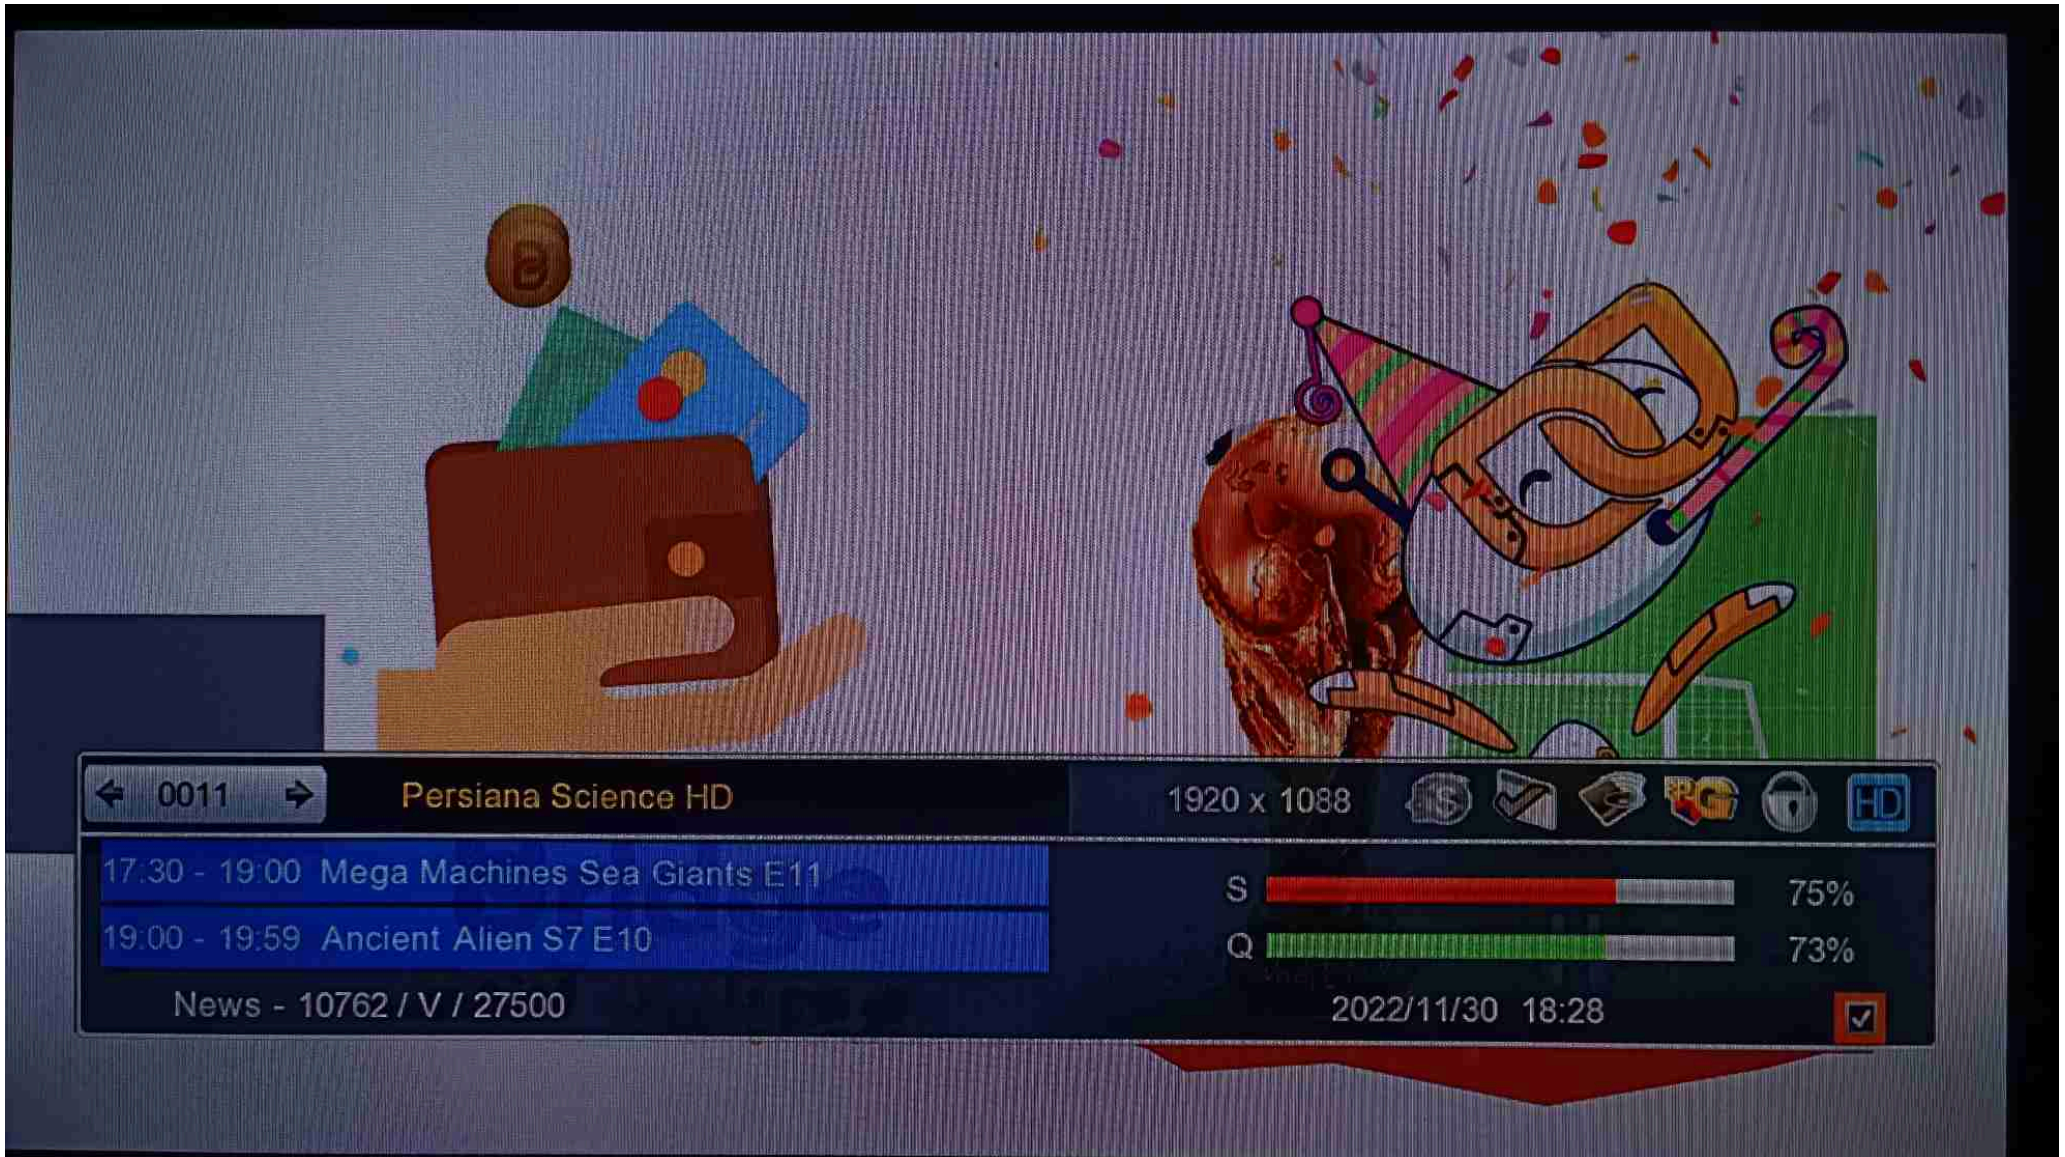 0011
Persiana Science HD
1920 x 1088
EPG
HD
17:30 - 19:00 Mega Machines Sea Giants E11
19:00 - 19:59 Ancient Alien S7 E10
S 75%
Q 73%
News - 10762 / V / 27500
2022/11/30 18:28